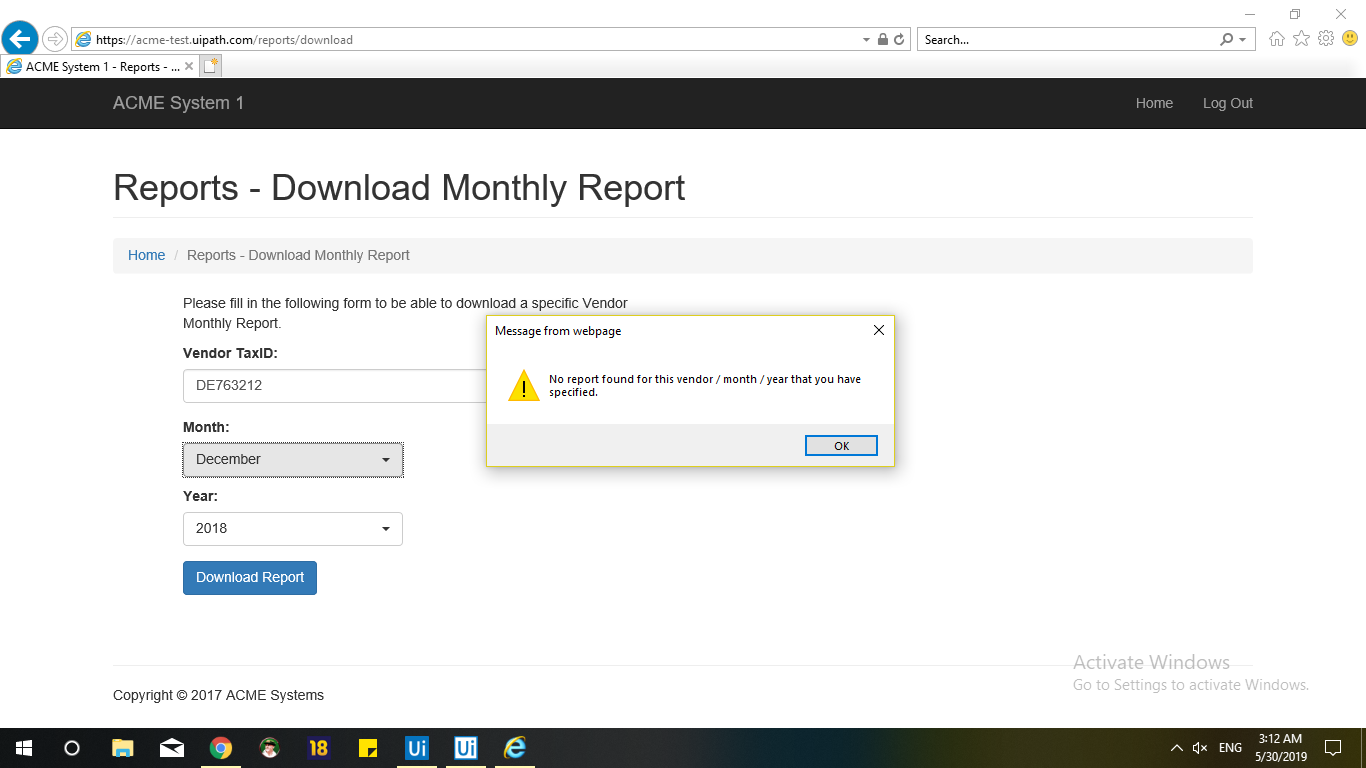 https://acme-test.uipath.com/reports/download
Search...
ACME System 1 - Reports - ...
ACME System 1
Home
Log Out
Reports - Download Monthly Report
Home / Reports - Download Monthly Report
Please fill in the following form to be able to download a specific Vendor
Monthly Report.
Vendor TaxID:
DE763212
Month:
December
Year:
2018
Download Report
Message from webpage
No report found for this vendor / month / year that you have
specified.
OK
Activate Windows
Go to Settings to activate Windows.
Copyright © 2017 ACME Systems
18
Ui
Ui
ENG
3:12 AM
5/30/2019